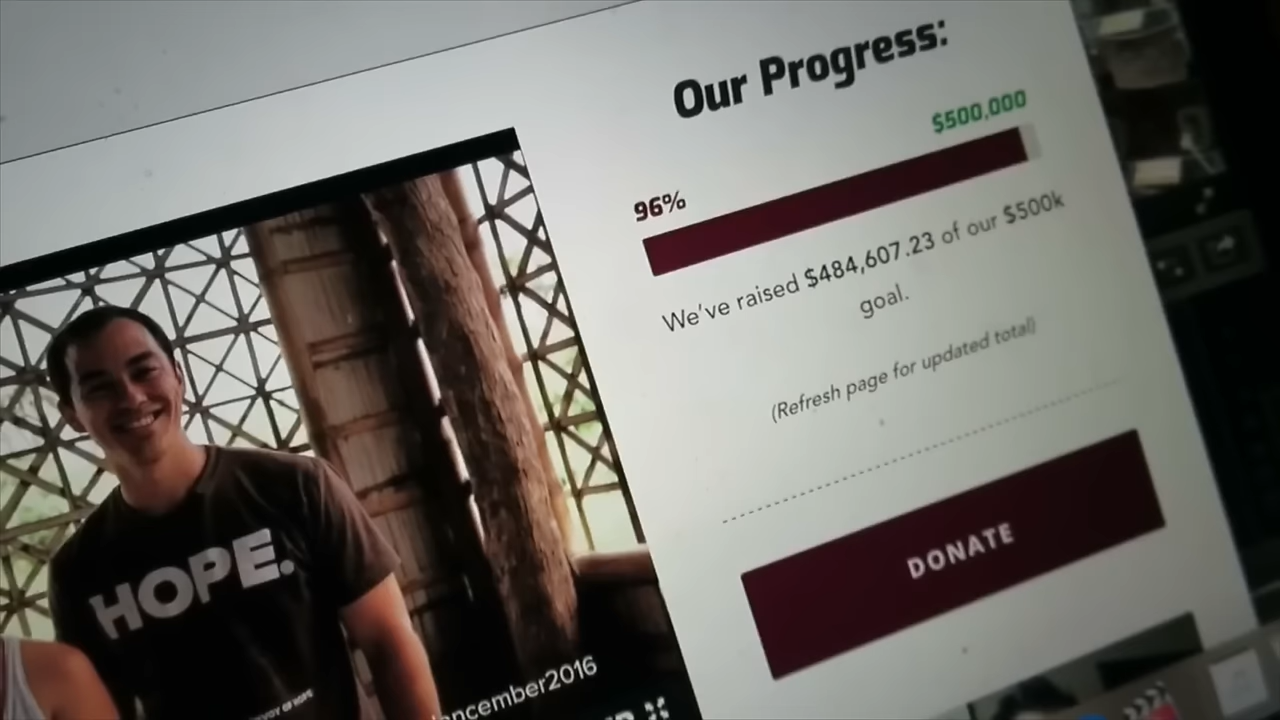 Our Progress:
$500,000
96%
We've raised $484,607.23 of our $500k
goal.
(Refresh page for updated total)
DONATE
HOPE.